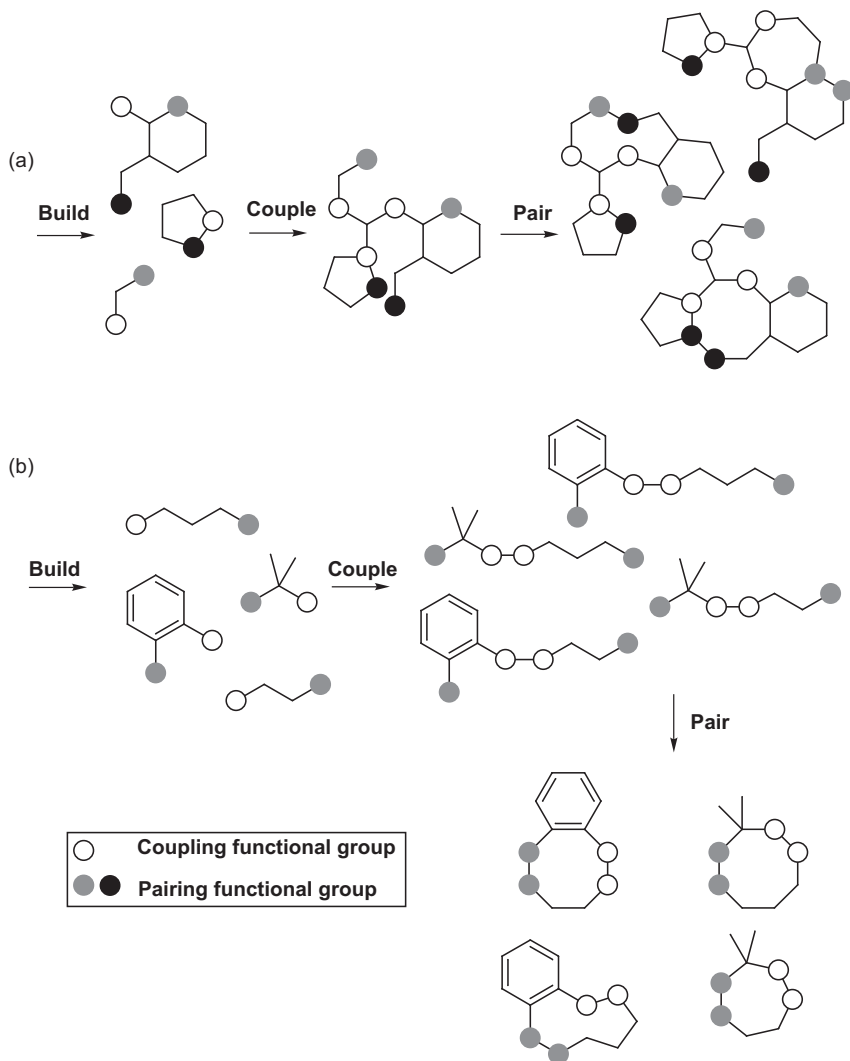 (a)
Build
Couple
Pair
(b)
Build
Couple
Pair
Coupling functional group
Pairing functional group